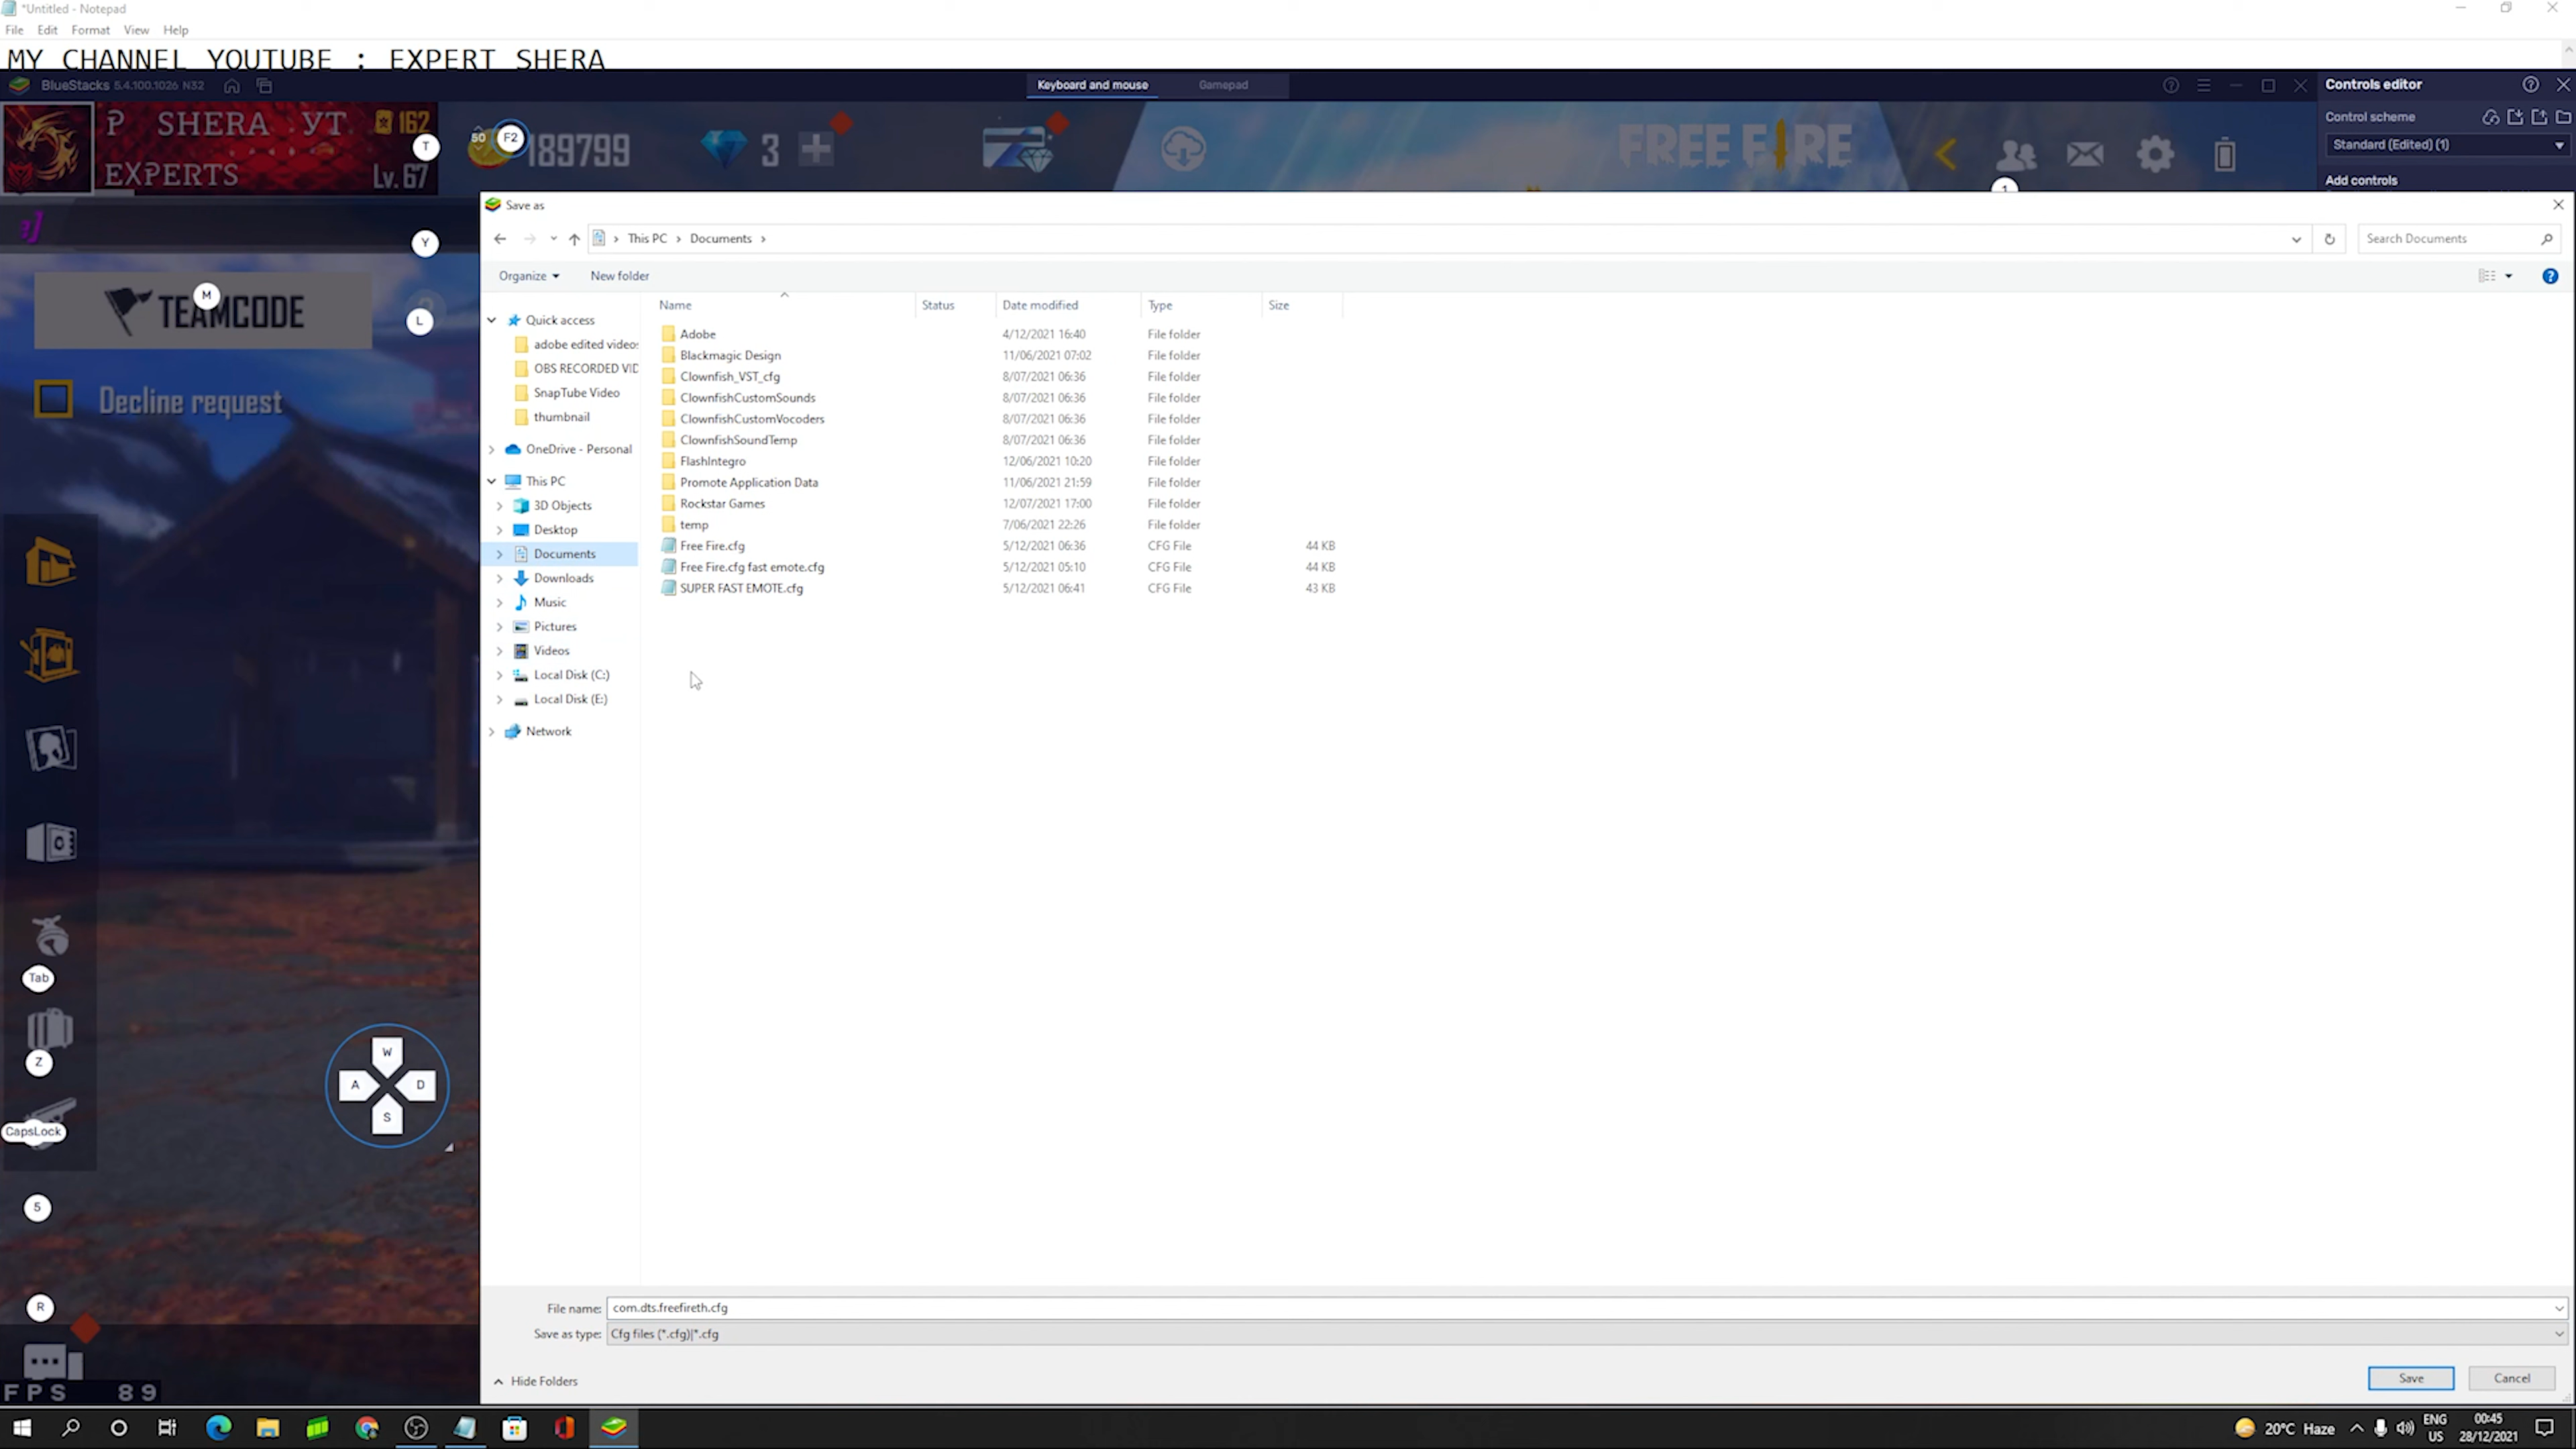 *Untitled - Notepad
File Edit Format View Help
MY CHANNEL YOUTUBE : EXPERT SHERA
BlueStacks 5.4.100.1026 N32
Keyboard and mouse Gamepad
Controls editor
Control scheme
Standard (Edited) (1)
Add controls
P SHERA YT 162
EXPERTS Lv. 67
T
50 F2 189799
3
FREE FIRE
1
Y
M TEAMCODE
L
Decline request
Save as
This PC > Documents >
Search Documents
Organize New folder
Name Status Date modified Type Size
Quick access
adobe edited videos
OBS RECORDED VID
SnapTube Video
thumbnail
OneDrive - Personal
This PC
3D Objects
Desktop
Documents
Downloads
Music
Pictures
Videos
Local Disk (C:)
Local Disk (E:)
Network
Adobe 4/12/2021 16:40 File folder
Blackmagic Design 11/06/2021 07:02 File folder
Clownfish_VST_cfg 8/07/2021 06:36 File folder
ClownfishCustomSounds 8/07/2021 06:36 File folder
ClownfishCustomVocoders 8/07/2021 06:36 File folder
ClownfishSoundTemp 8/07/2021 06:36 File folder
FlashIntegro 12/06/2021 10:20 File folder
Promote Application Data 11/06/2021 21:59 File folder
Rockstar Games 12/07/2021 17:00 File folder
temp 7/06/2021 22:26 File folder
Free Fire.cfg 5/12/2021 06:36 CFG File 44 KB
Free Fire.cfg fast emote.cfg 5/12/2021 05:10 CFG File 44 KB
SUPER FAST EMOTE.cfg 5/12/2021 06:41 CFG File 43 KB
Tab
Z
CapsLock
W
A D
S
5
R
FPS 89
File name: com.dts.freefireth.cfg
Save as type: Cfg files (*.cfg)|*.cfg
Hide Folders
Save Cancel
20°C Haze
ENG
US
00:45
28/12/2021